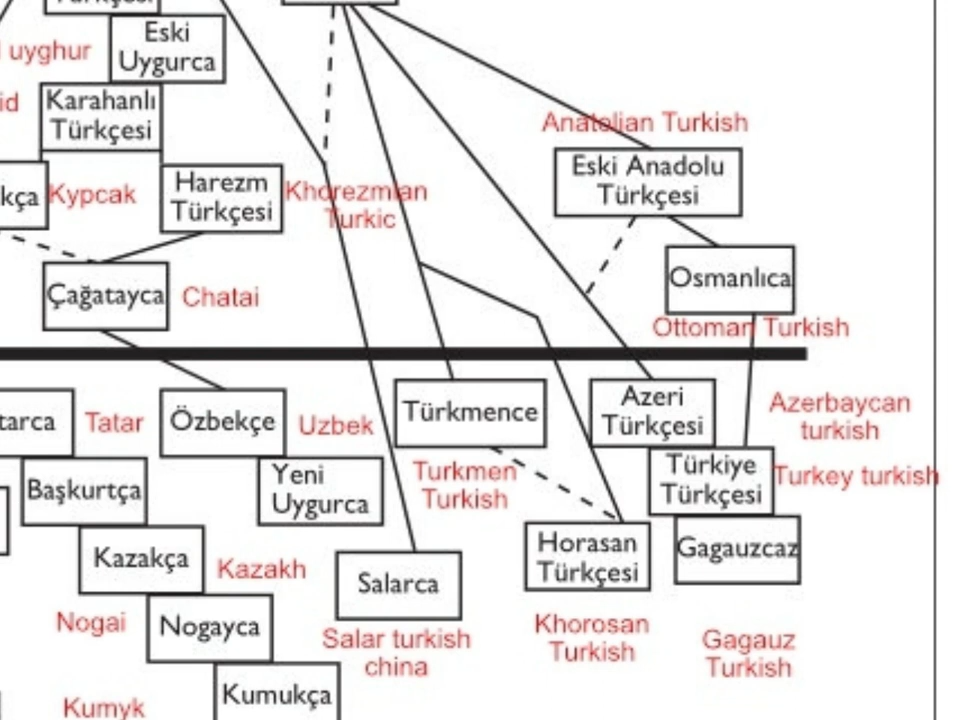 Türkçesi
Eski
Uygurca
uyghur
Karahanlı
Türkçesi
Anatolian Turkish
Eski Anadolu
Türkçesi
Kypcak
Harezm
Türkçesi
Khorezmian
Turkic
Osmanlıca
Ottoman Turkish
Çağatayca
Chatai
tarca
Tatar
Özbekçe
Uzbek
Türkmence
Turkmen
Turkish
Azeri
Türkçesi
Azerbaycan
turkish
Türkiye
Türkçesi
Turkey turkish
Başkurtça
Yeni
Uygurca
Kazakça
Kazakh
Salarca
Salar turkish
china
Horasan
Türkçesi
Khorosan
Turkish
Gagauzcaz
Gagauz
Turkish
Nogai
Nogayca
Kumyk
Kumukça